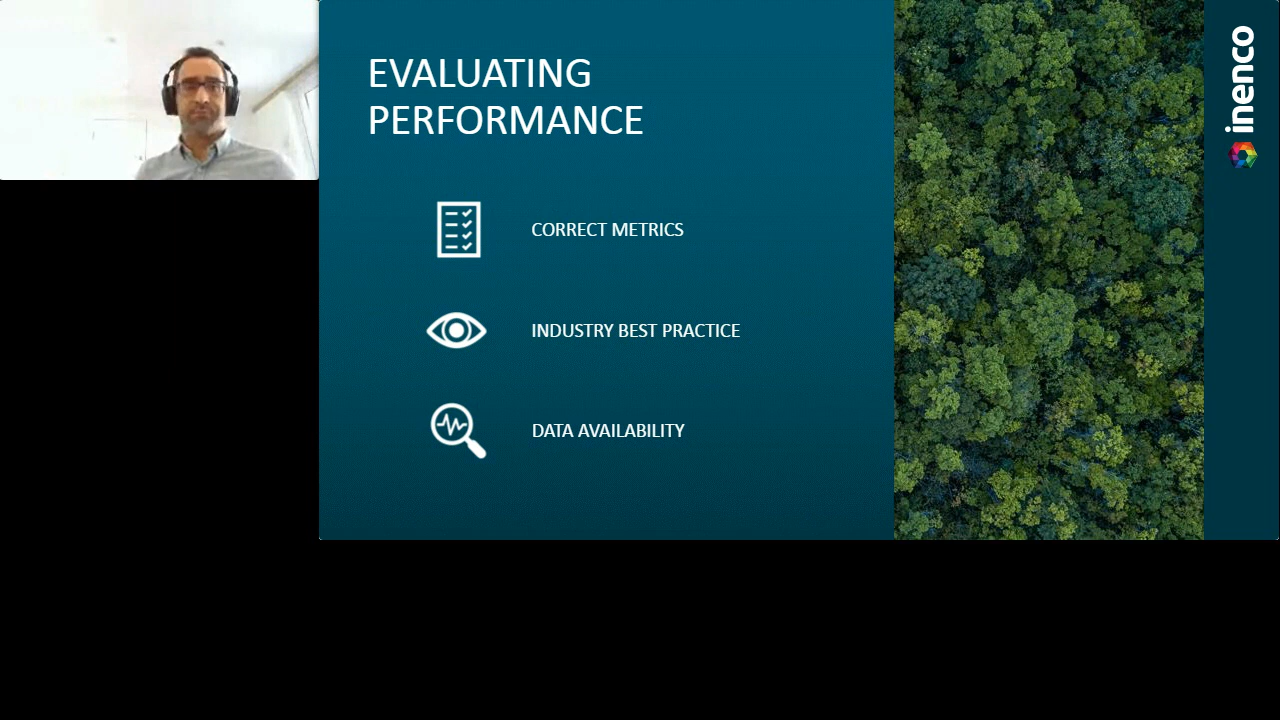 EVALUATING
PERFORMANCE
CORRECT METRICS
INDUSTRY BEST PRACTICE
DATA AVAILABILITY
inenco